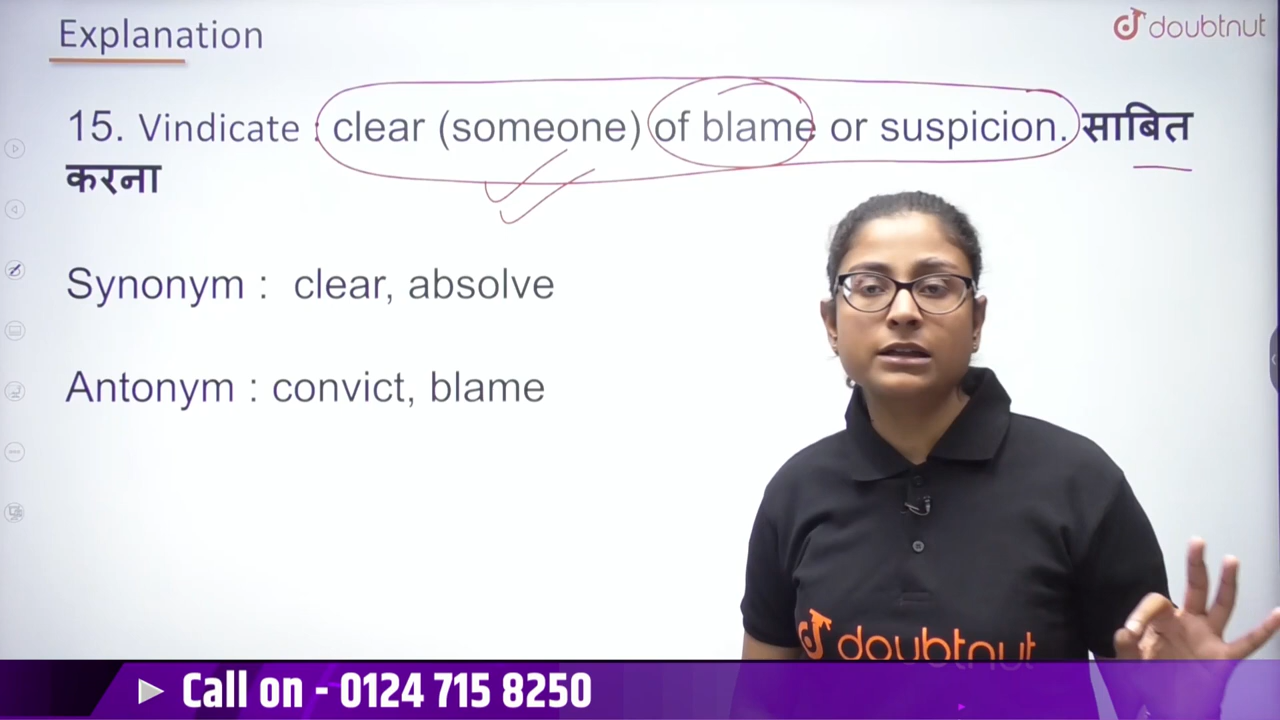 Explanation
doubtnut
15. Vindicate : clear (someone) of blame or suspicion. साबित
करना
Synonym : clear, absolve
Antonym : convict, blame
doubtnut
Call on - 0124 715 8250